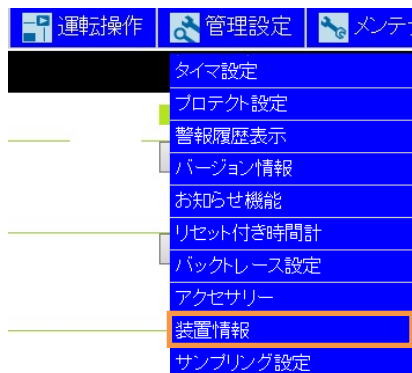 運転操作 管理設定 メンテ
タイマ設定
プロテクト設定
警報履歴表示
バージョン情報
お知らせ機能
リセット付き時間計
バックトレース設定
アクセサリー
装置情報
サンプリング設定